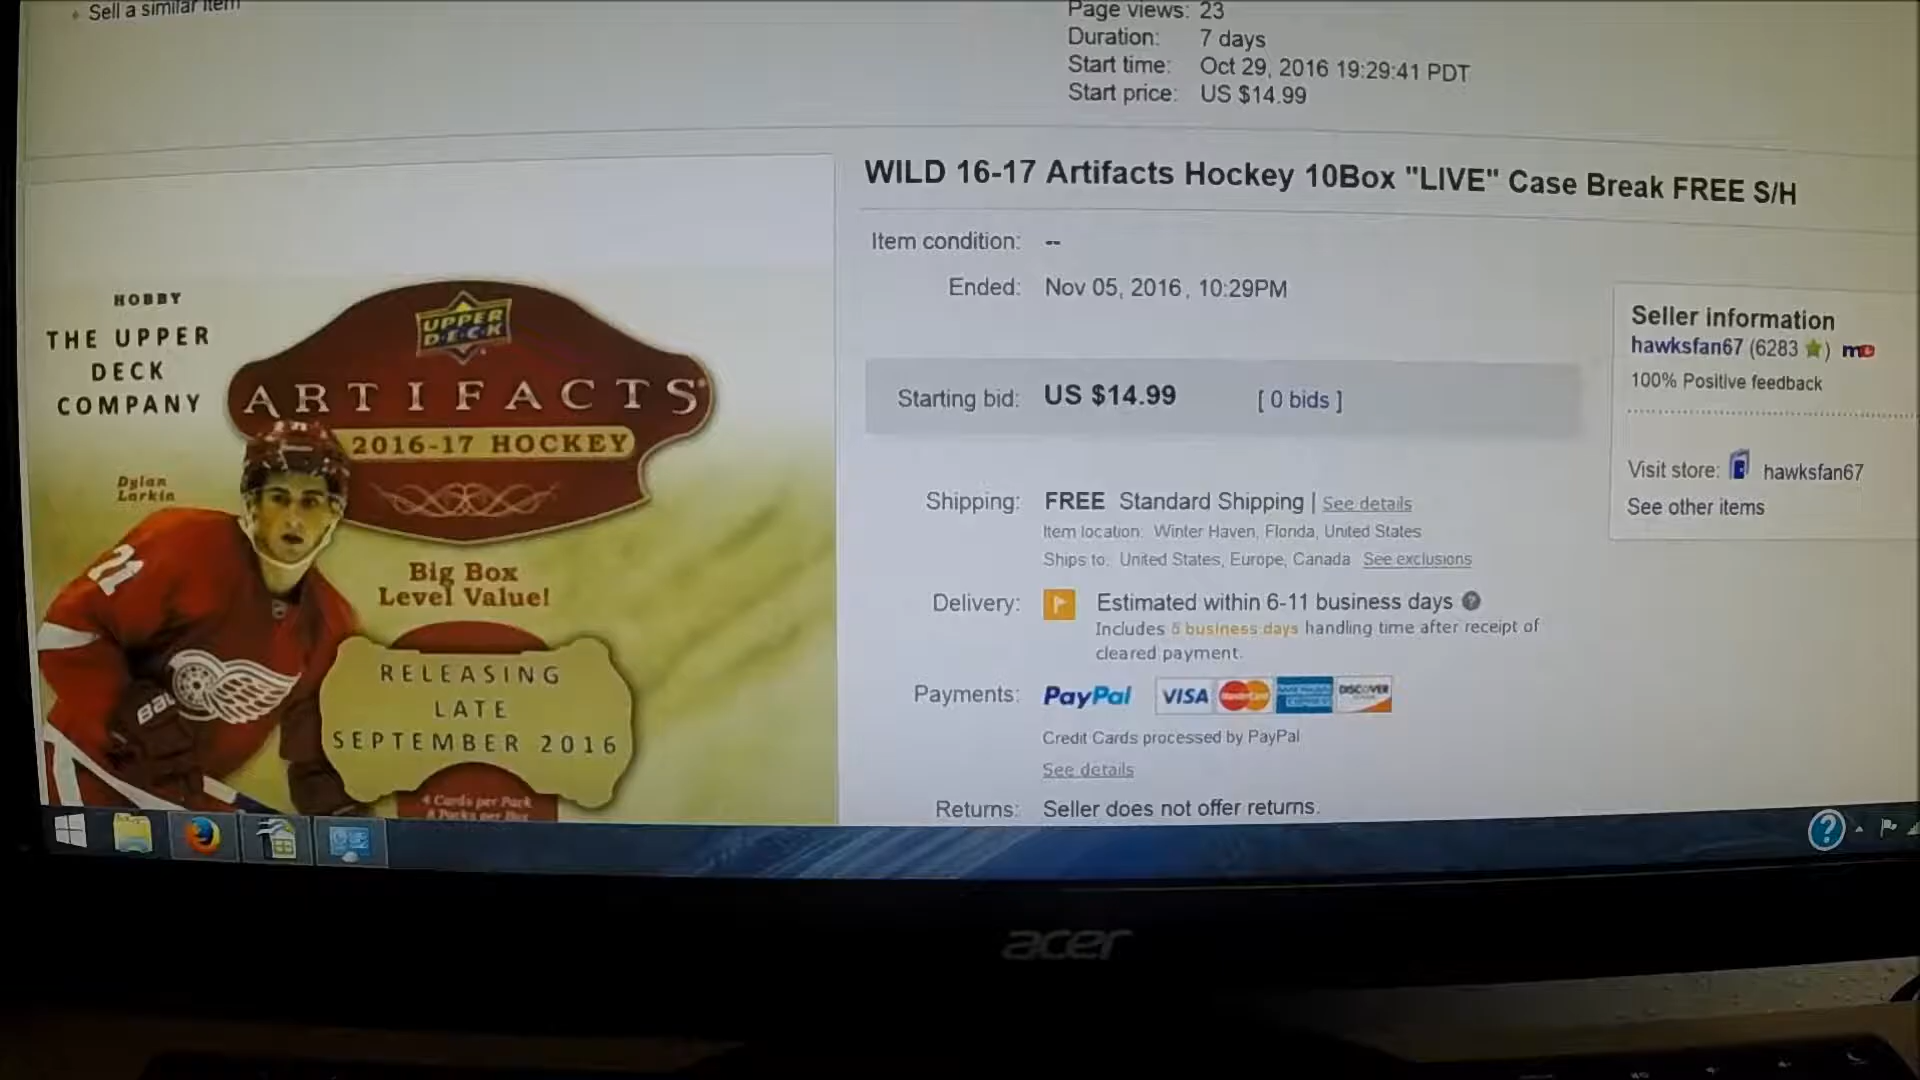 Sell a similar item
Page views: 23
Duration: 7 days
Start time: Oct 29, 2016 19:29:41 PDT
Start price: US $14.99
WILD 16-17 Artifacts Hockey 10Box "LIVE" Case Break FREE S/H
Item condition: --
Ended: Nov 05, 2016 , 10:29PM
Starting bid: US $14.99 [ 0 bids ]
Shipping: FREE Standard Shipping | See details
Item location: Winter Haven, Florida, United States
Ships to: United States, Europe, Canada See exclusions
Delivery: Estimated within 6-11 business days
Includes 5 business days handling time after receipt of
cleared payment.
Payments: PayPal VISA MasterCard DISCOVER
Credit Cards processed by PayPal
See details
Returns: Seller does not offer returns.
Seller information
hawksfan67 (6283 ) me
100% Positive feedback
Visit store: hawksfan67
See other items
HOBBY
THE UPPER
DECK
COMPANY
UPPER
DECK
ARTIFACTS
2016-17 HOCKEY
Dylan
Larkin
71
Big Box
Level Value!
RELEASING
LATE
SEPTEMBER 2016
4 Cards per Pack
8 Packs per Box
acer